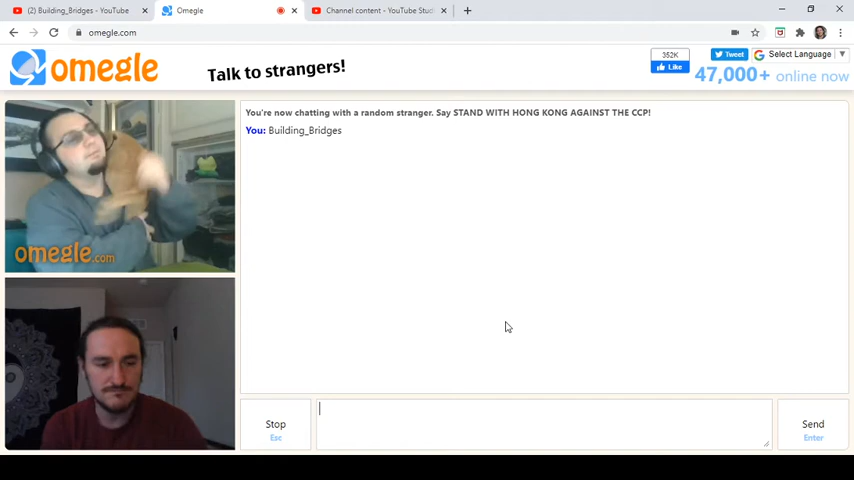 (2) Building_Bridges - YouTube
Omegle
Channel content - YouTube Stud
omegle.com
omegle
Talk to strangers!
352K
Like
Tweet
Select Language
47,000+ online now
You're now chatting with a random stranger. Say STAND WITH HONG KONG AGAINST THE CCP!
You: Building_Bridges
omegle.com
Stop
Esc
Send
Enter